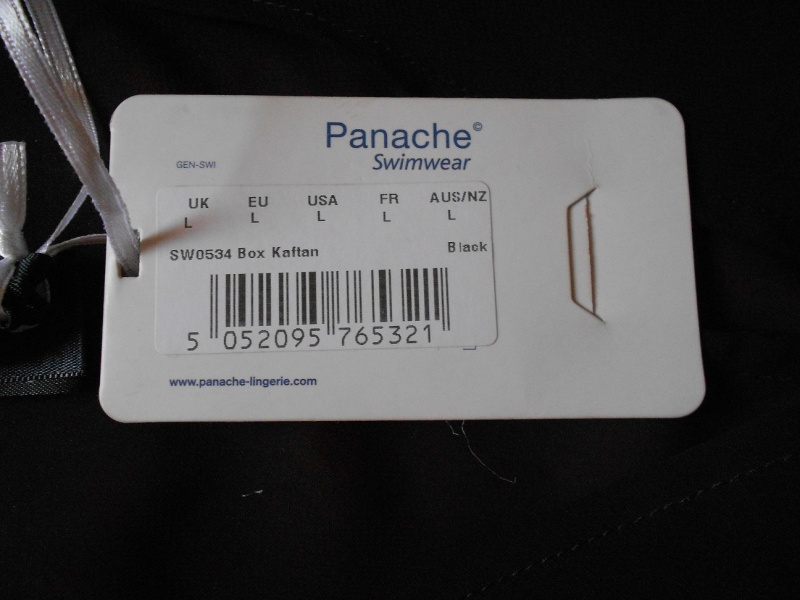 Panache©
GEN-SWI
Swimwear
UK EU USA FR AUS/NZ
L L L L L
SW0534 Box Kaftan Black
5 052095 765321
www.panache-lingerie.com